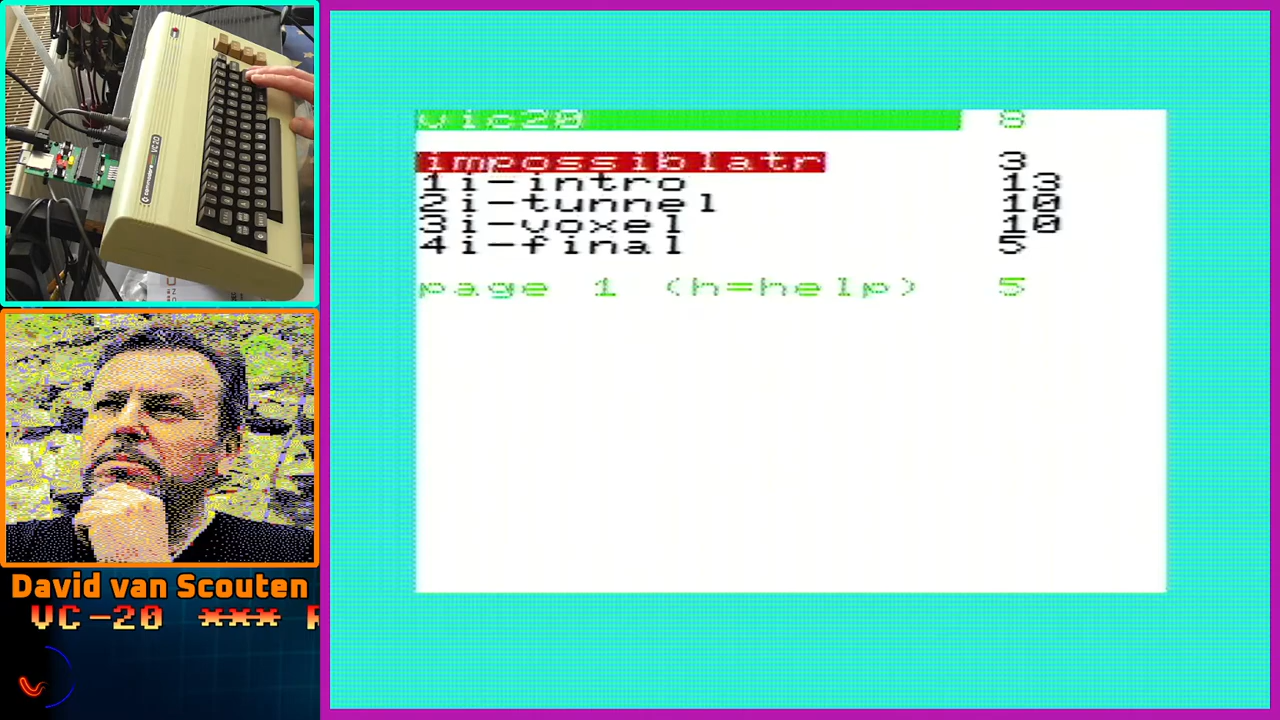 vic20 8
impossiblatr 3
1i-intro 13
2i-tunnel 10
3i-voxel 10
4i-final 5
page 1 (h=help) 5
David van Scouten
VC-20 ***